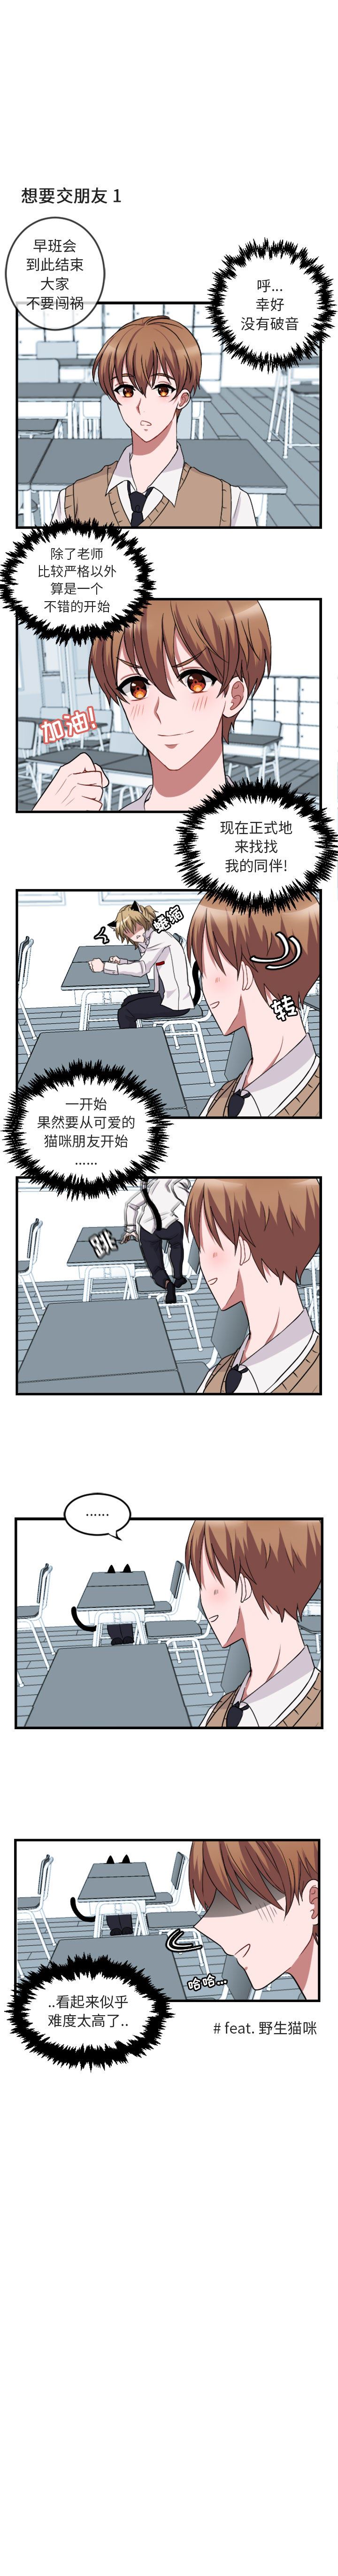 想要交朋友 1
早班会
到此结束
大家
不要闯祸
呼...
幸好
没有破音
除了老师
比较严格以外
算是一个
不错的开始
加油!
现在正式地
来找找
我的同伴!
转
一开始
果然要从可爱的
猫咪朋友开始
......
跳
......
哈哈...
..看起来似乎
难度太高了..
# feat. 野生猫咪